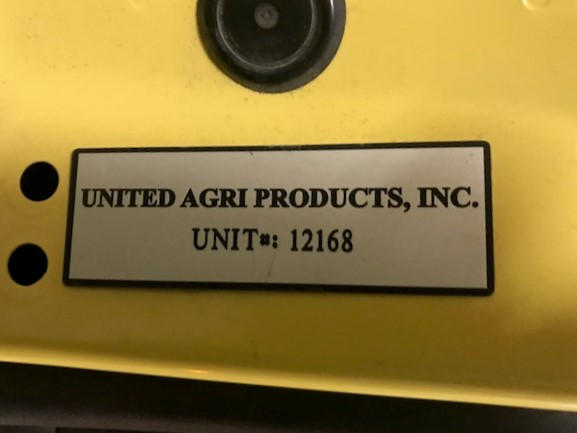 UNITED AGRI PRODUCTS, INC.
UNIT#: 12168